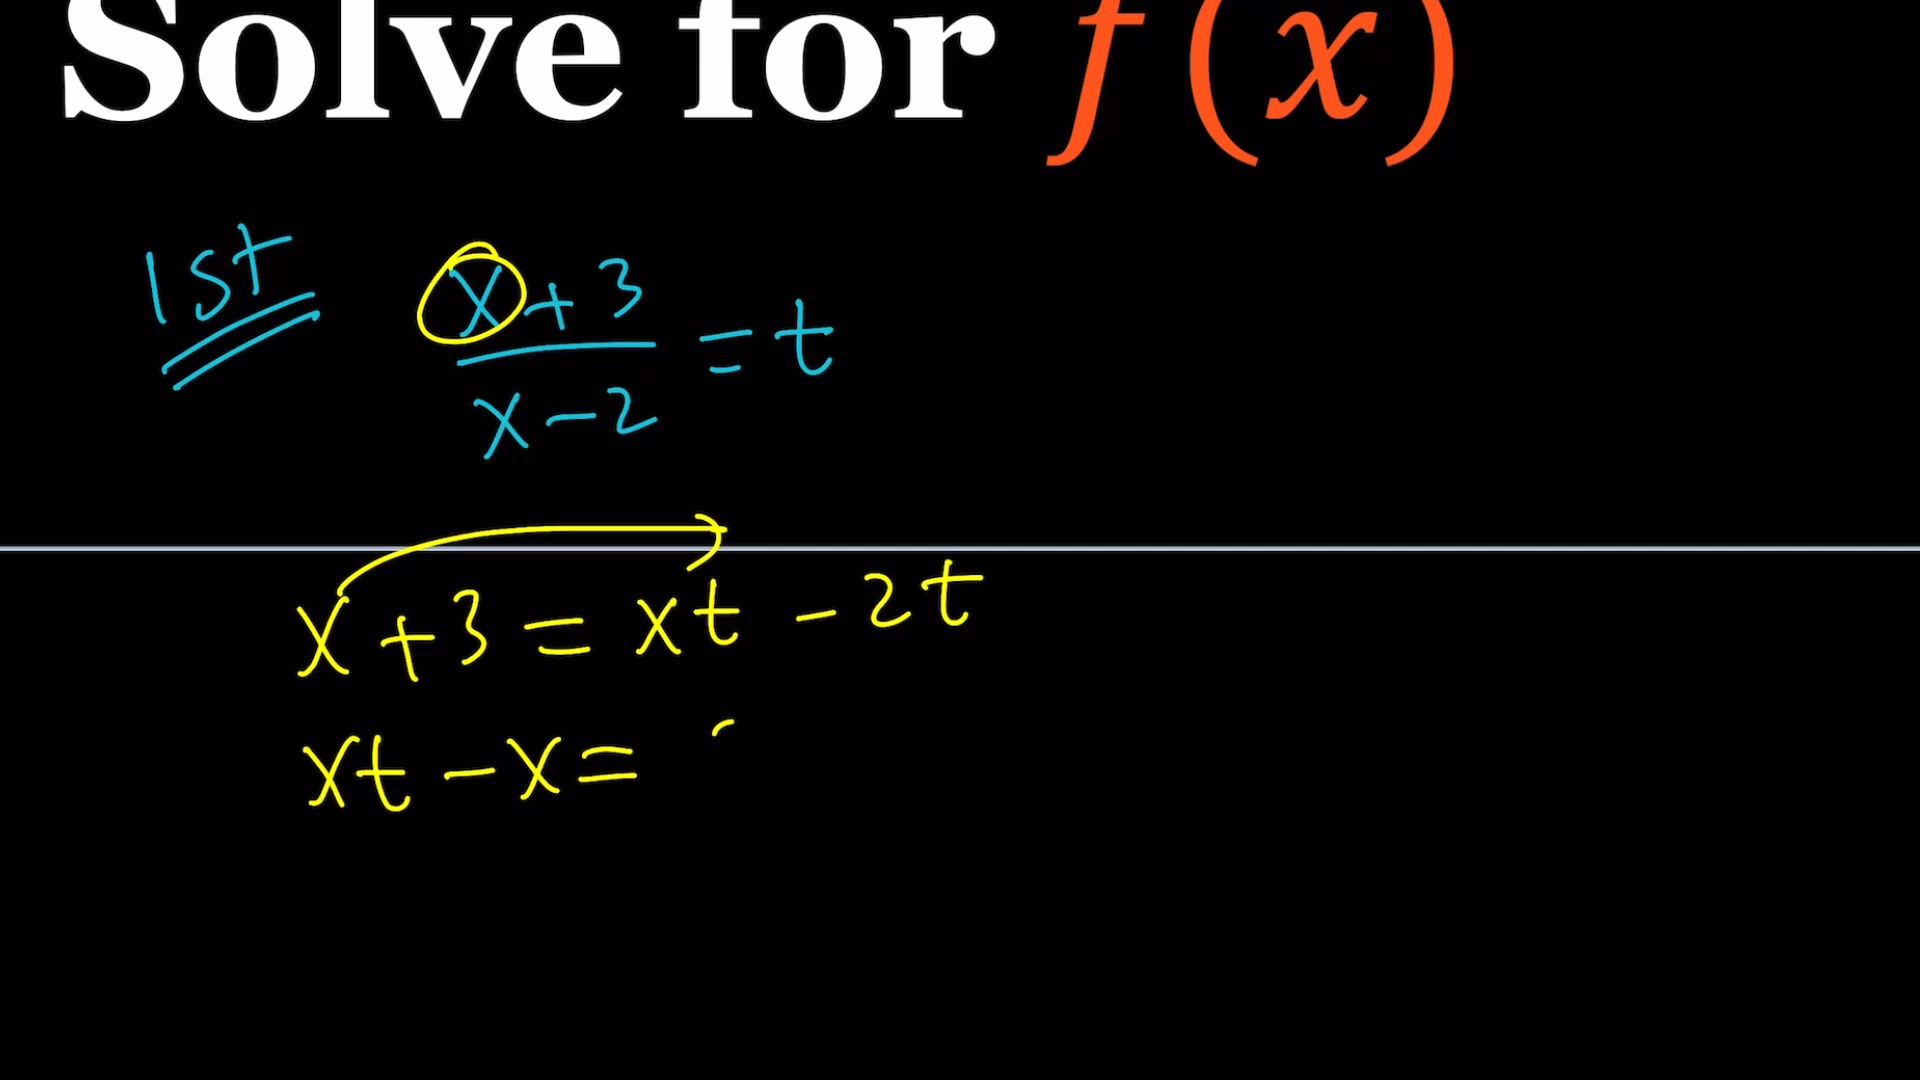 Solve for f(x)
1st
x+3
x-2
=t
x+3=xt-2t
xt-x=